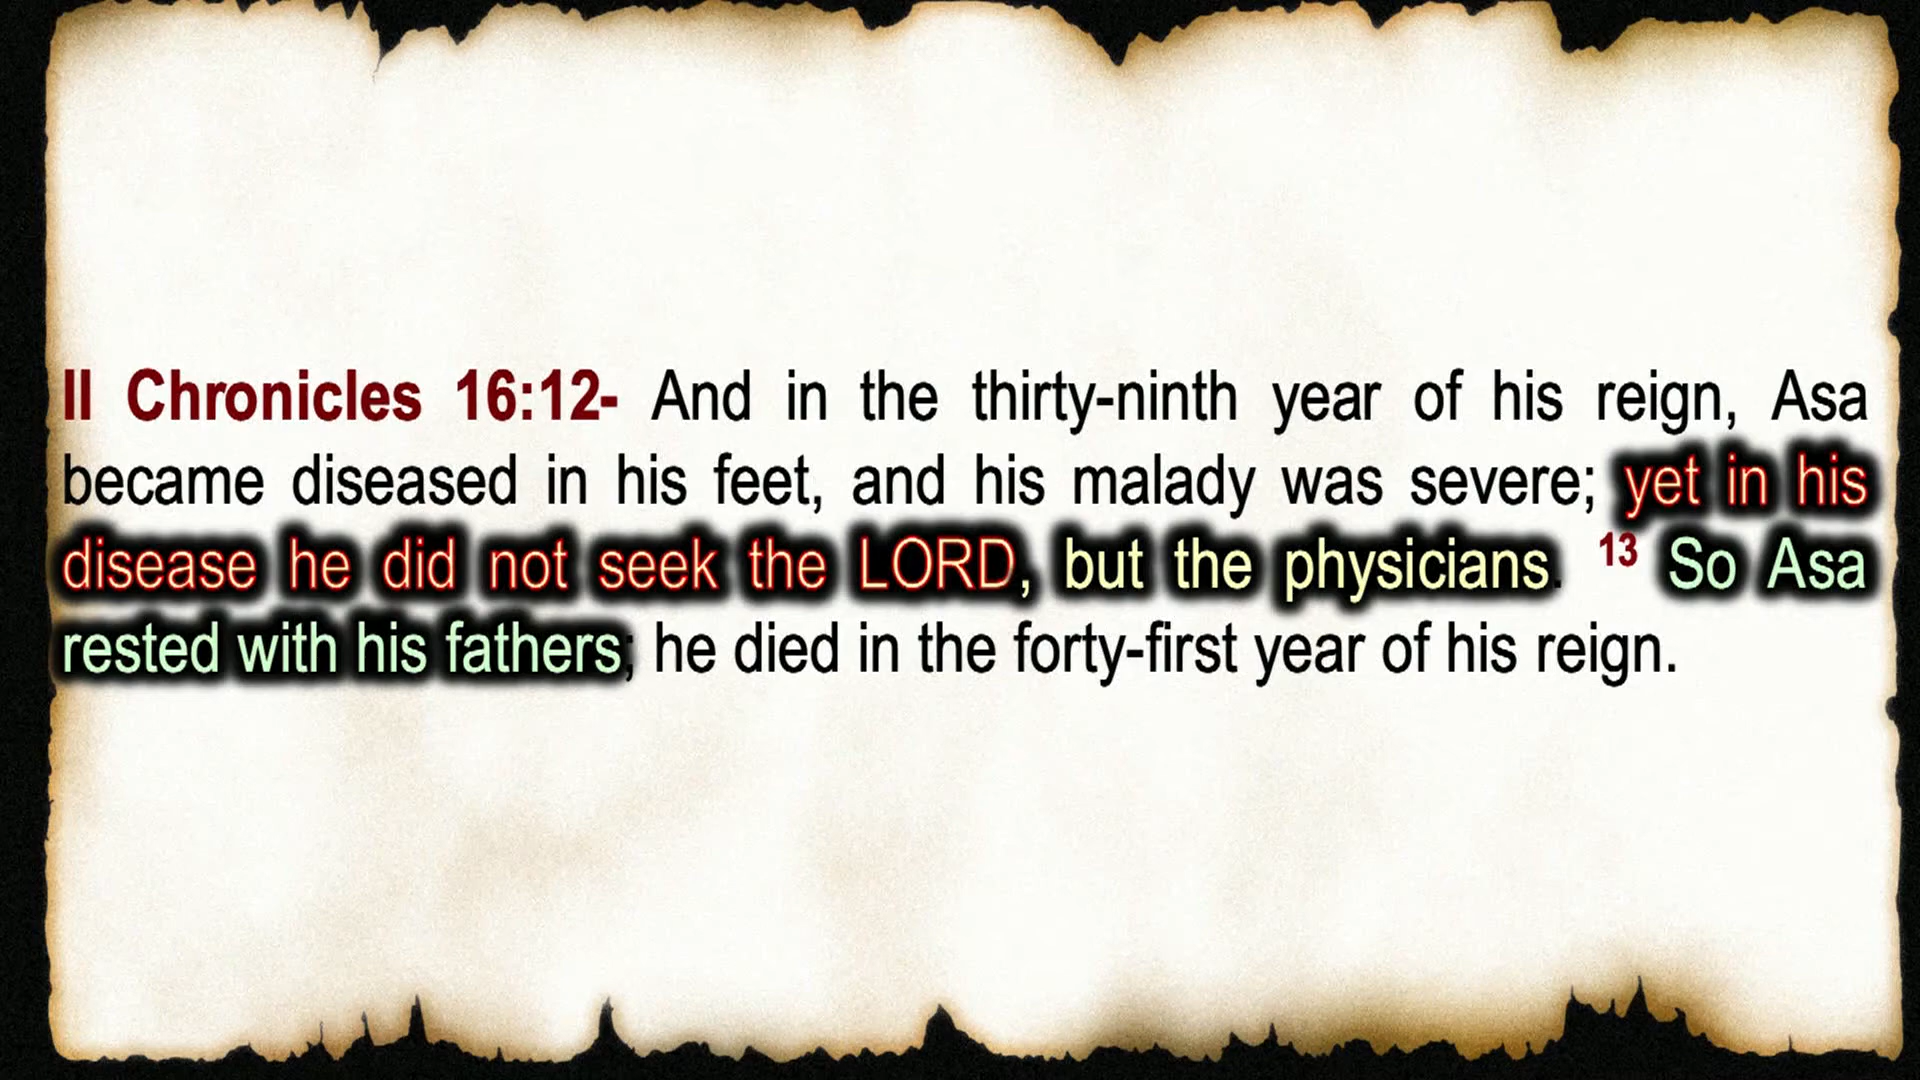 II Chronicles 16:12- And in the thirty-ninth year of his reign, Asa
became diseased in his feet, and his malady was severe; yet in his
disease he did not seek the LORD, but the physicians. 13 So Asa
rested with his fathers; he died in the forty-first year of his reign.